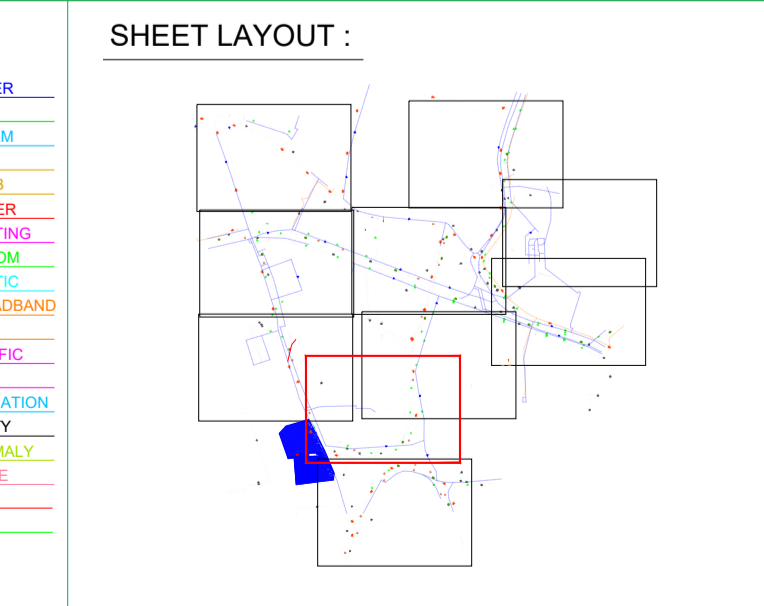 SHEET LAYOUT :
ER
M
B
ER
TING
OM
TIC
ADBAND
FIC
ATION
Y
MALY
E